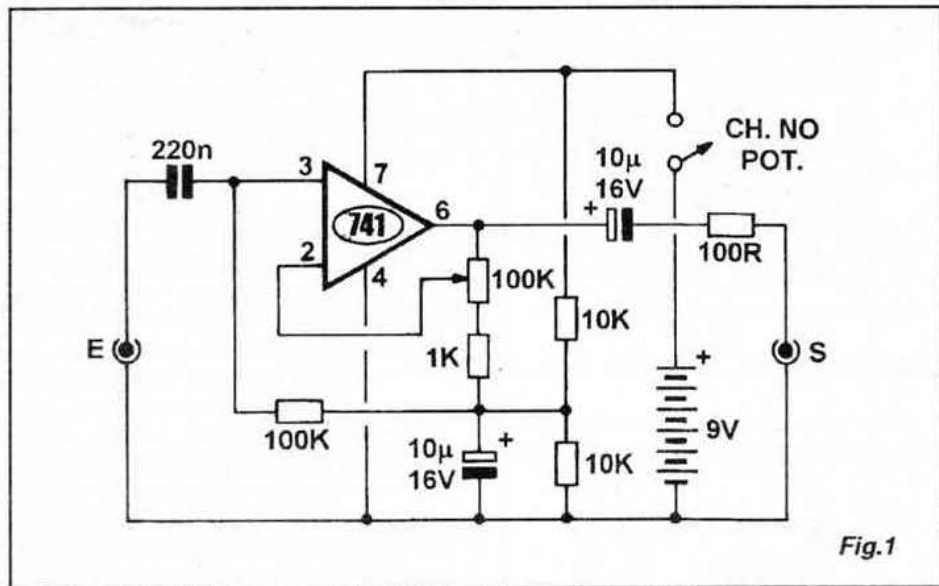 220n
3
7
741
6
2
4
10µ
16V
+
CH. NO
POT.
100R
100K
10K
1K
E
S
+
100K
10µ
16V
+
10K
9V
Fig.1